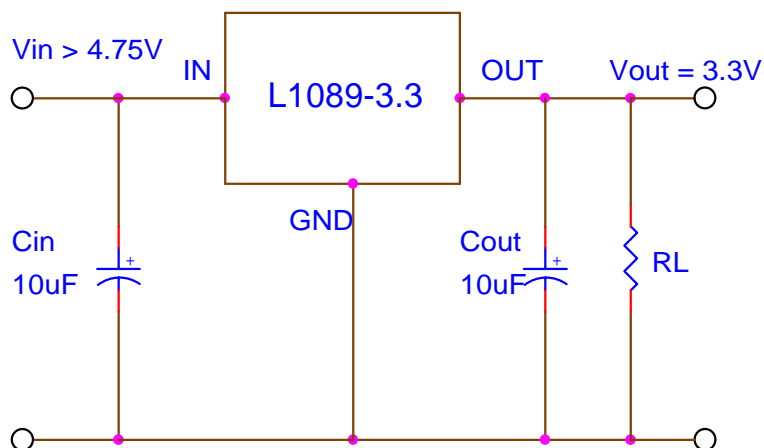 Vin > 4.75V
IN
L1089-3.3
OUT
Vout = 3.3V
GND
Cin
10uF
+
Cout
10uF
+
RL